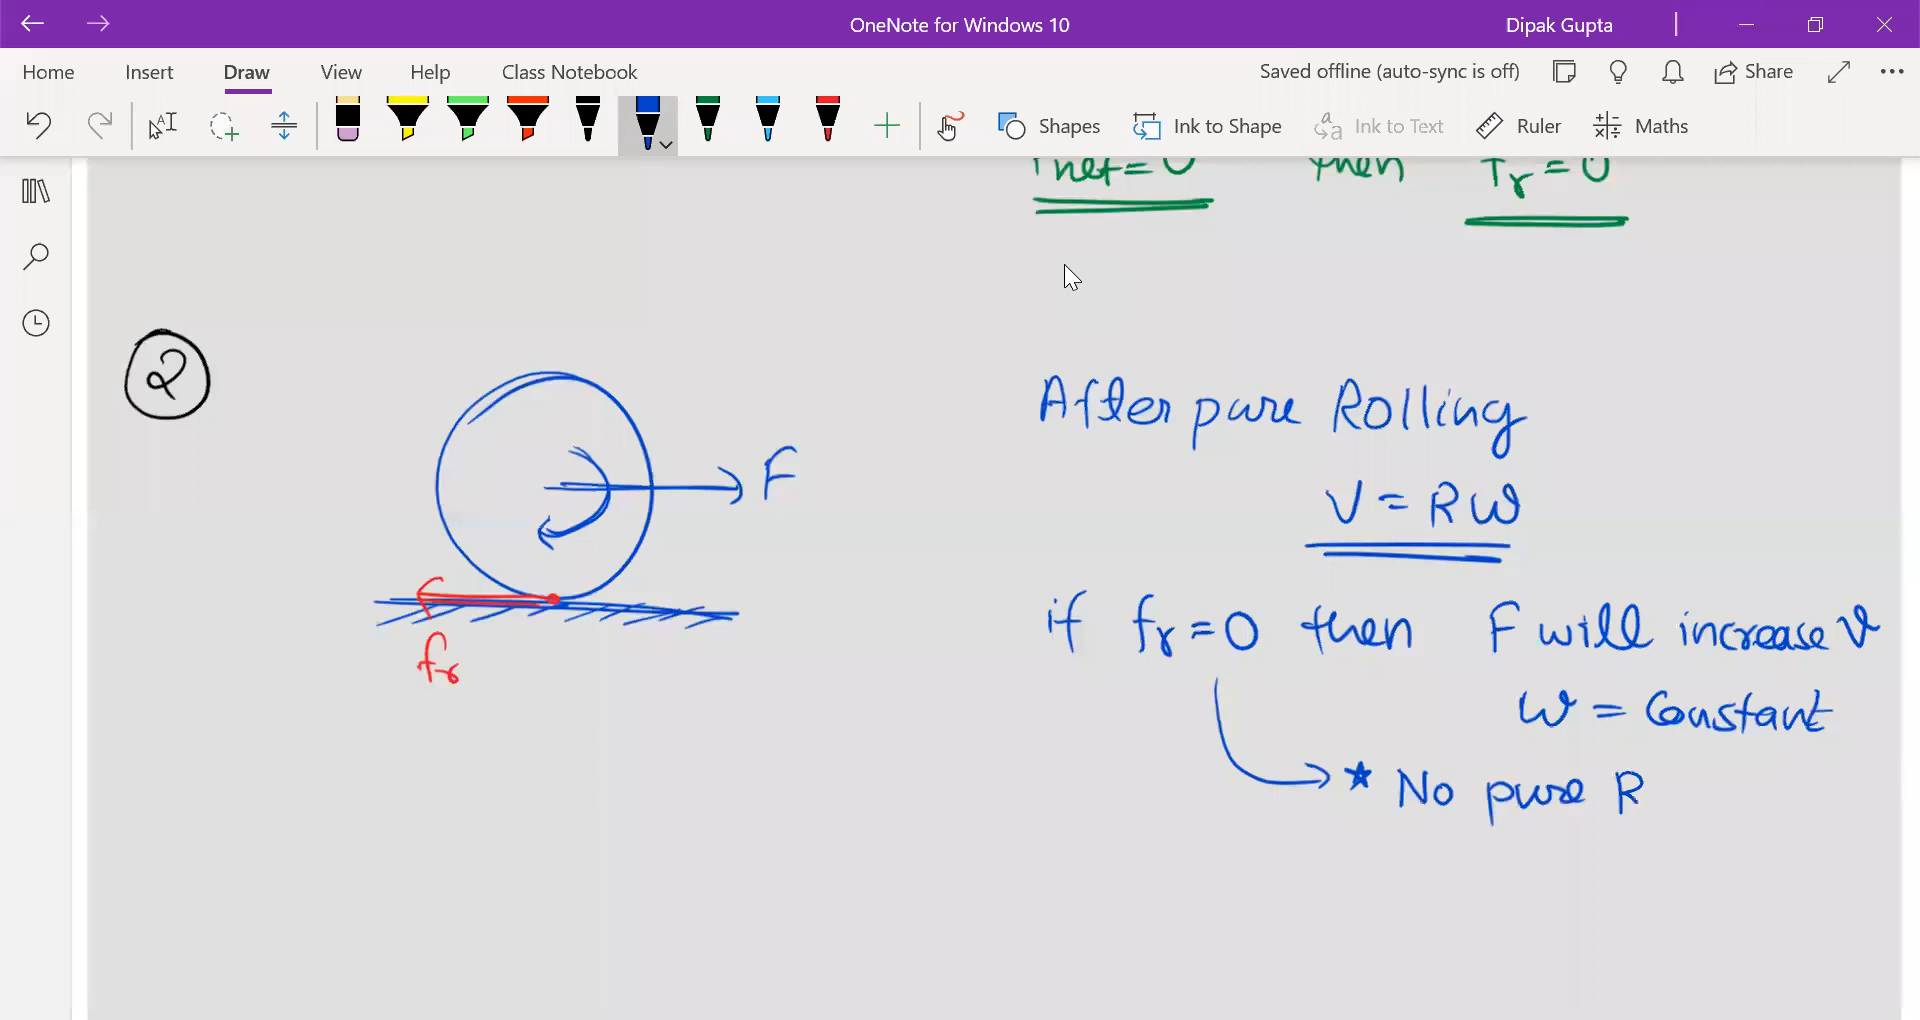 OneNote for Windows 10
Dipak Gupta
Home Insert Draw View Help Class Notebook
Saved offline (auto-sync is off) Share
Shapes Ink to Shape Ink to Text Ruler Maths
then
2
F
fr
After pure Rolling
V = Rω
if fr = 0 then F will increase v
ω = Constant
* No pure R